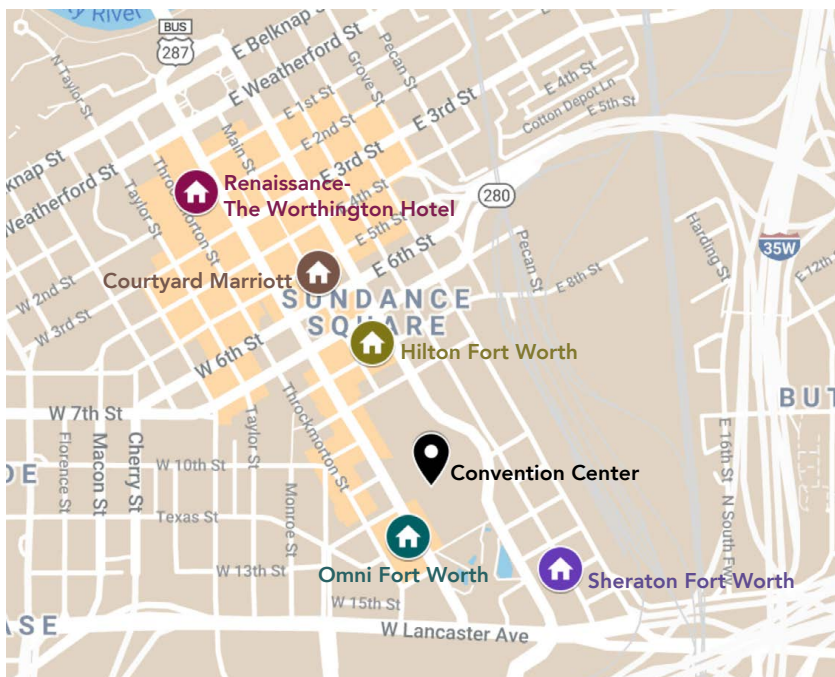 y River
BUS
287
E Belknap St
E Weatherford St
N Taylor St
Grove St
Pecan St
E 1st St
E 2nd St
E 3rd St
E 3rd St
E 4th St
Cotton Depot Ln
E 5th St
Main St
knap St
Weatherford St
Throckmorton St
Taylor St
Renaissance-
The Worthington Hotel
4th St
E 5th St
E 6th St
280
Pecan St
Harding St
35W
E 12th St
E 8th St
Courtyard Marriott
SUNDANCE
SQUARE
W 2nd St
W 3rd St
W 6th St
Hilton Fort Worth
W 7th St
BUT
Florence St
Macon St
Cherry St
Taylor St
Throckmorton St
W 10th St
DE
Convention Center
E 16th St
N South Fwy
Monroe St
Texas St
W 13th St
Omni Fort Worth
Sheraton Fort Worth
W 15th St
ASE
W Lancaster Ave